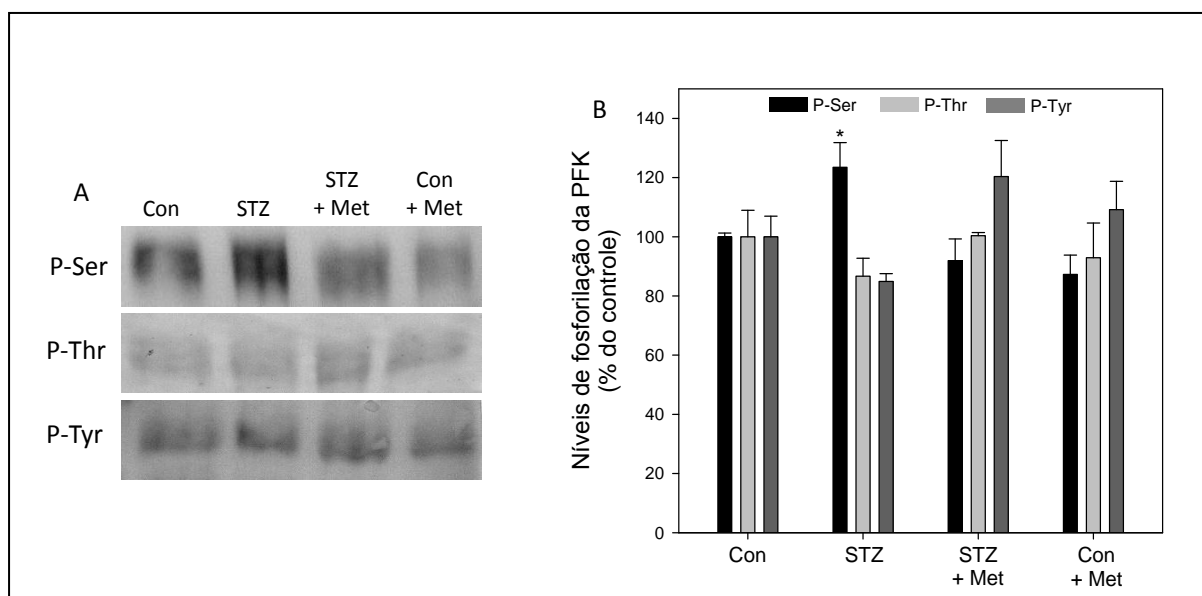 A
Con
STZ
STZ
+ Met
Con
+ Met
P-Ser
P-Thr
P-Tyr
B
P-Ser
P-Thr
P-Tyr
*
Níveis de fosforilação da PFK
(% do controle)
140
120
100
80
60
40
20
0
Con
STZ
STZ
+ Met
Con
+ Met